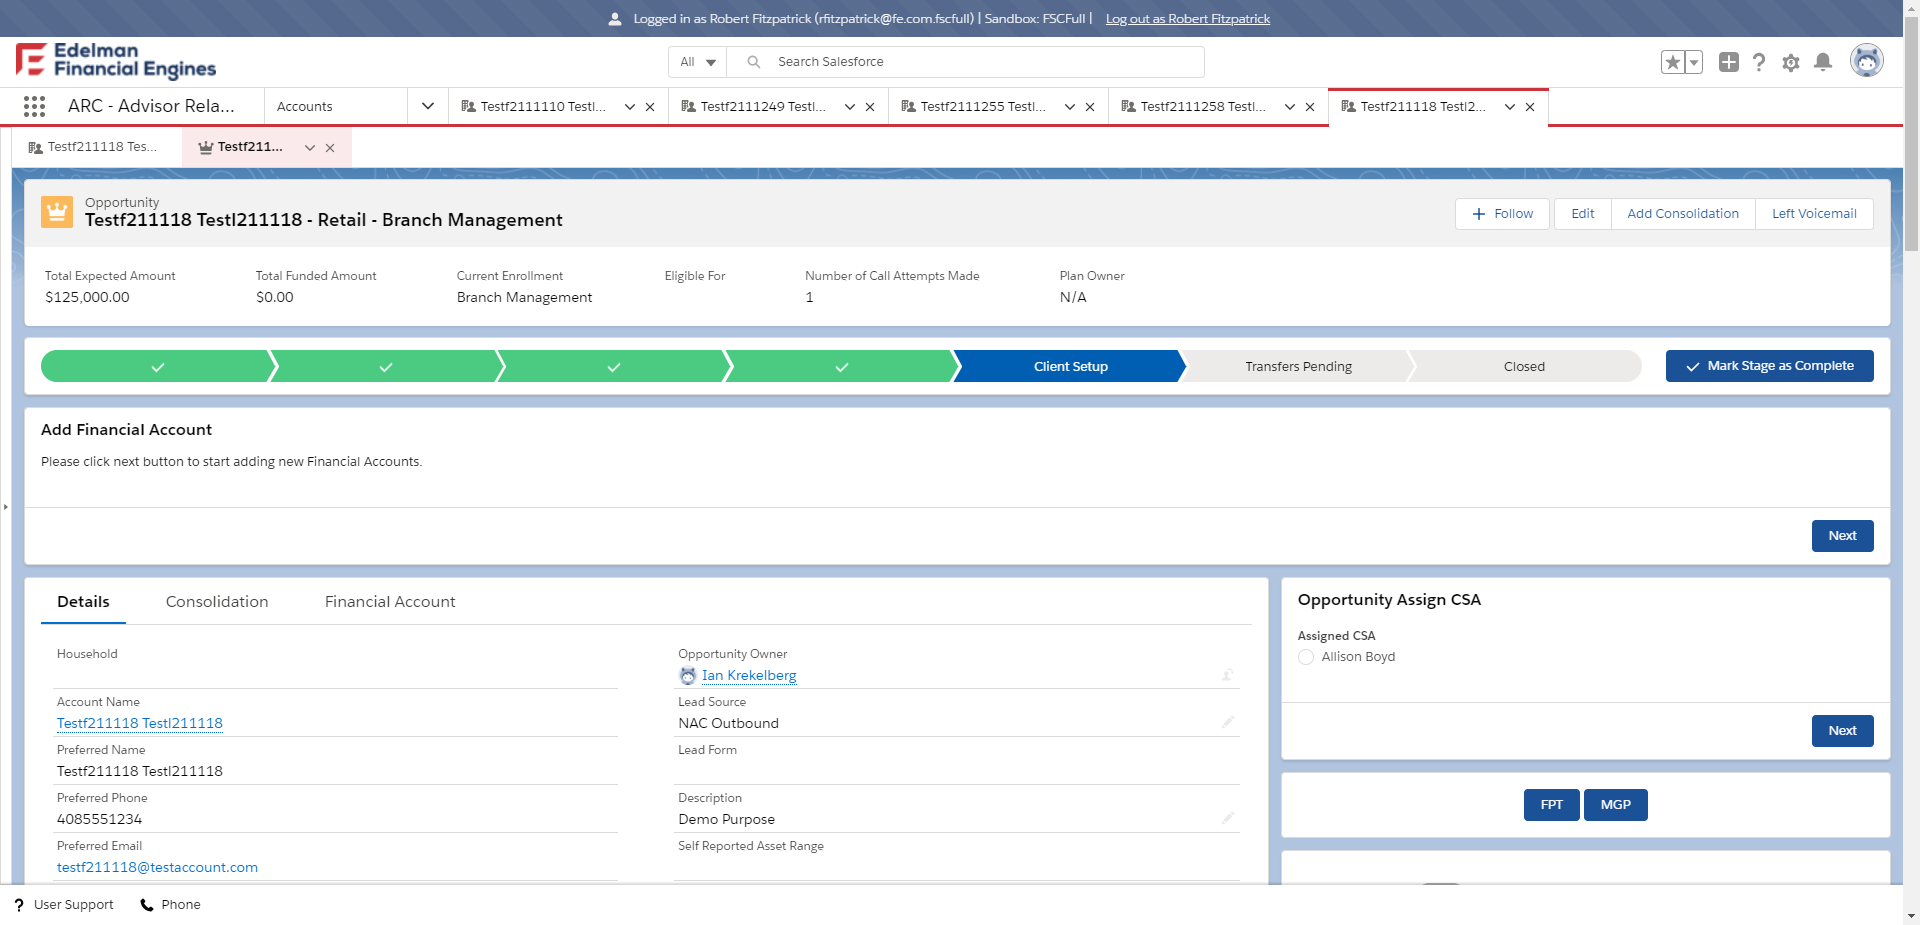 Logged in as Robert Fitzpatrick (rfitzpatrick@fe.com.fscfull) | Sandbox: FSCFull | Log out as Robert Fitzpatrick
Edelman
Financial Engines
All
Search Salesforce
ARC - Advisor Rela...
Accounts
Testf2111110 Testl...
Testf2111249 Testl...
Testf2111255 Testl...
Testf2111258 Testl...
Testf211118 Testl2...
Testf211118 Tes...
Testf211...
Opportunity
Testf211118 Testl211118 - Retail - Branch Management
Follow
Edit
Add Consolidation
Left Voicemail
Total Expected Amount
$125,000.00
Total Funded Amount
$0.00
Current Enrollment
Branch Management
Eligible For
Number of Call Attempts Made
1
Plan Owner
N/A
Client Setup
Transfers Pending
Closed
Mark Stage as Complete
Add Financial Account
Please click next button to start adding new Financial Accounts.
Next
Details
Consolidation
Financial Account
Household
Account Name
Testf211118 Testl211118
Preferred Name
Testf211118 Testl211118
Preferred Phone
4085551234
Preferred Email
testf211118@testaccount.com
Opportunity Owner
Ian Krekelberg
Lead Source
NAC Outbound
Lead Form
Description
Demo Purpose
Self Reported Asset Range
Opportunity Assign CSA
Assigned CSA
Allison Boyd
Next
FPT
MGP
User Support
Phone